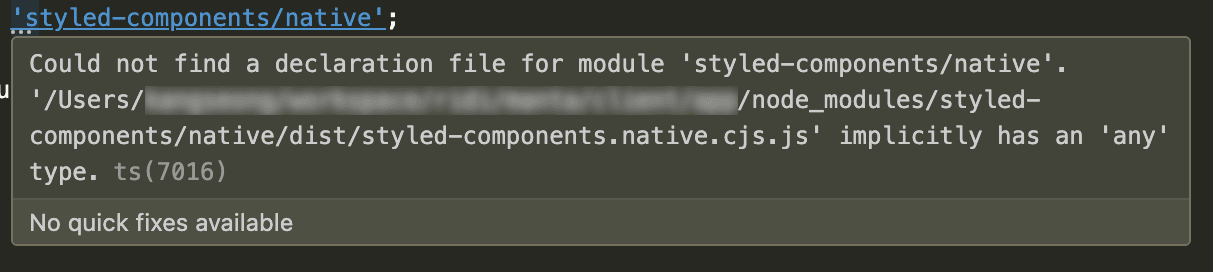 'styled-components/native';
Could not find a declaration file for module 'styled-components/native'.
u
'/Users/ /node_modules/styled-
components/native/dist/styled-components.native.cjs.js' implicitly has an 'any'
type. ts(7016)
No quick fixes available